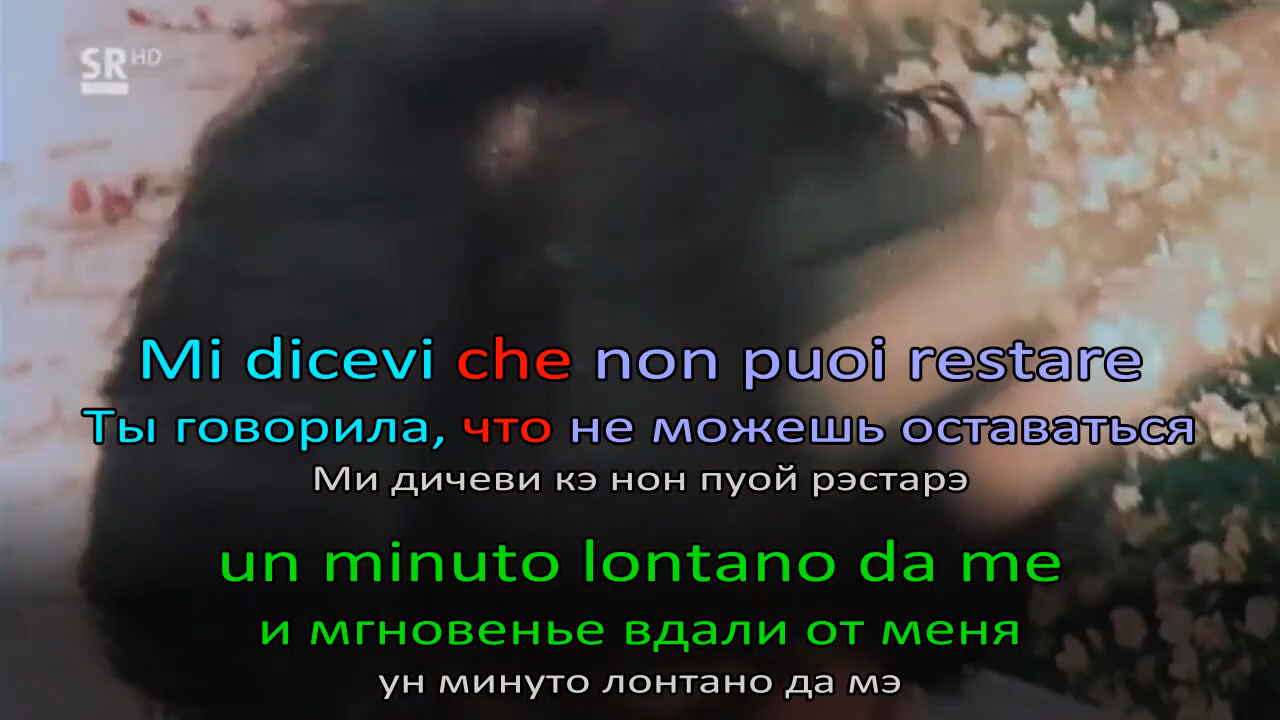 SR HD
Mi dicevi che non puoi restare
Ты говорила, что не можешь оставаться
Ми дичеви кэ нон пуой рэстарэ
un minuto lontano da me
и мгновенье вдали от меня
ун минуто лонтано да мэ